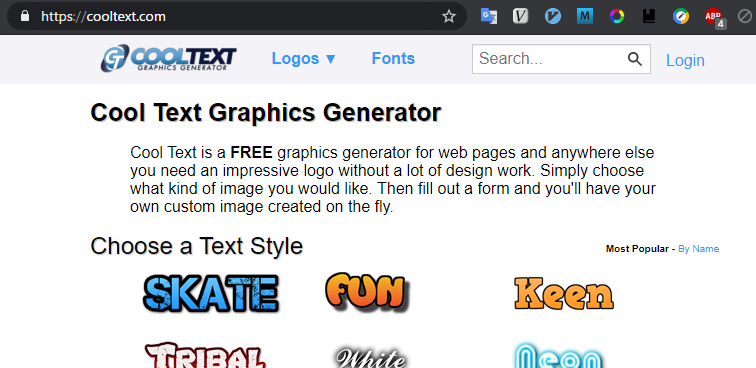 https://cooltext.com
ABP
4
COOLTEXT
GRAPHICS GENERATOR
Logos ▼
Fonts
Search...
Login
Cool Text Graphics Generator
Cool Text is a FREE graphics generator for web pages and anywhere else
you need an impressive logo without a lot of design work. Simply choose
what kind of image you would like. Then fill out a form and you'll have your
own custom image created on the fly.
Choose a Text Style
Most Popular - By Name
SKATE
FUN
Keen
TRIBAL
White
Neon